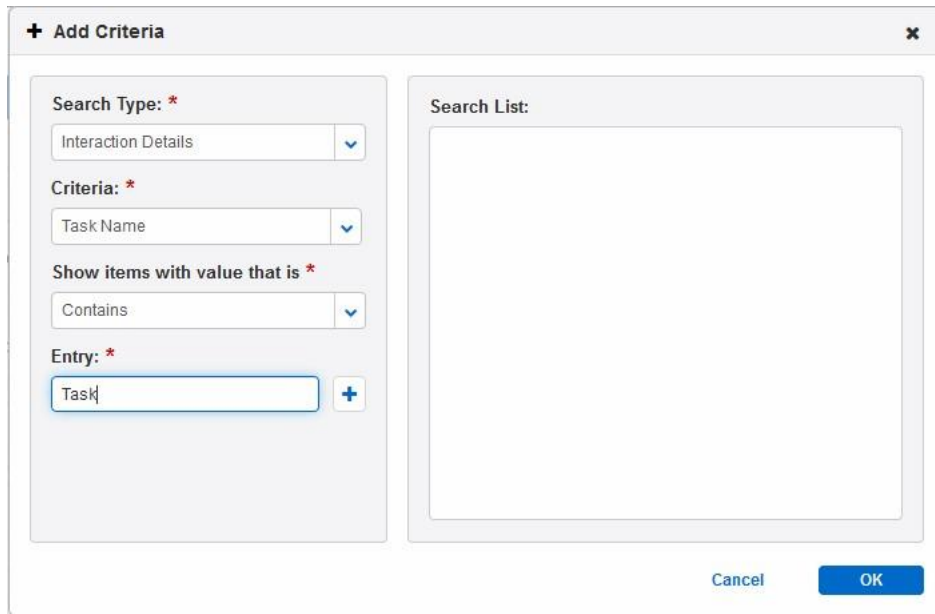 Add Criteria
Search Type: *
Interaction Details
Criteria: *
Task Name
Show items with value that is *
Contains
Entry: *
Task
Search List:
Cancel
OK